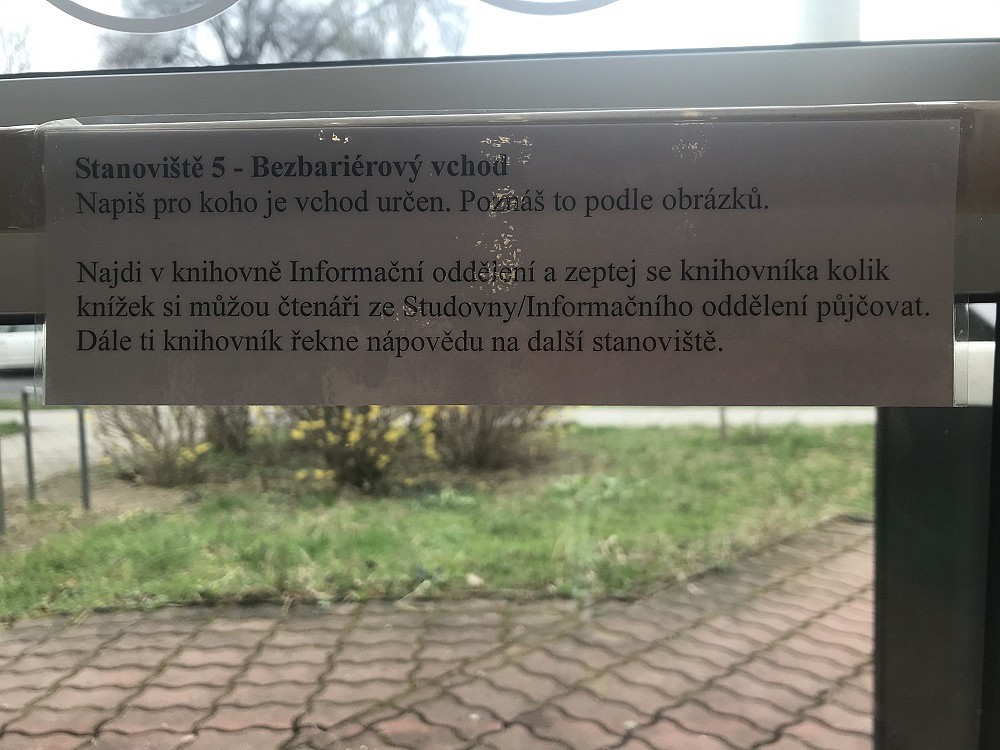 Stanoviště 5 - Bezbariérový vchod
Napiš pro koho je vchod určen. Poznáš to podle obrázků.
Najdi v knihovně Informační oddělení a zeptej se knihovníka kolik
knížek si můžou čtenáři ze Studovny/Informačního oddělení půjčovat.
Dále ti knihovník řekne nápovědu na další stanoviště.